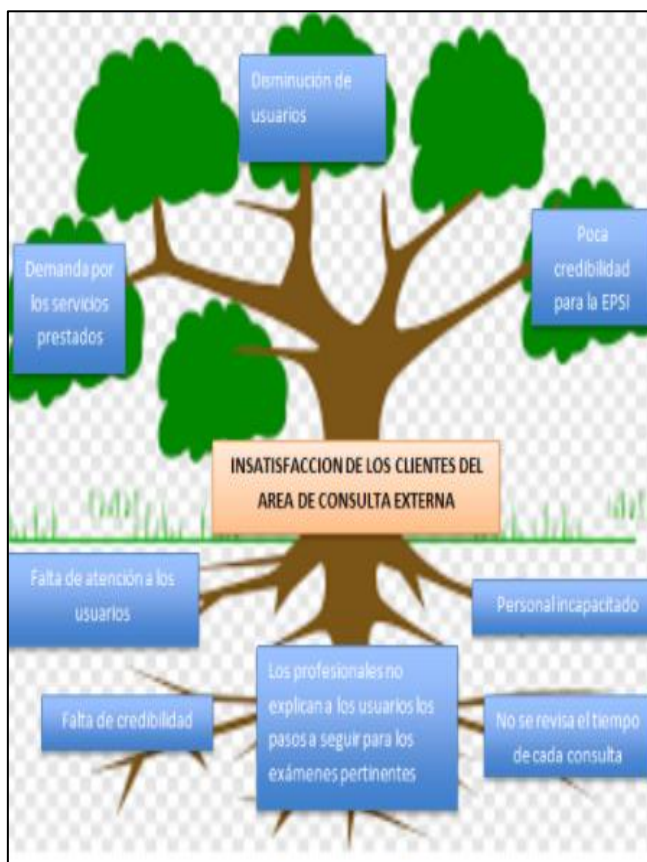 Disminución de
usuarios
Demanda por
los servicios
prestados
Poca
credibilidad
para la EPSI
INSATISFACCION DE LOS CLIENTES DEL
AREA DE CONSULTA EXTERNA
Falta de atención a los
usuarios
Personal incapacitado
Falta de credibilidad
Los profesionales no
explican a los usuarios los
pasos a seguir para los
exámenes pertinentes
No se revisa el tiempo
de cada consulta